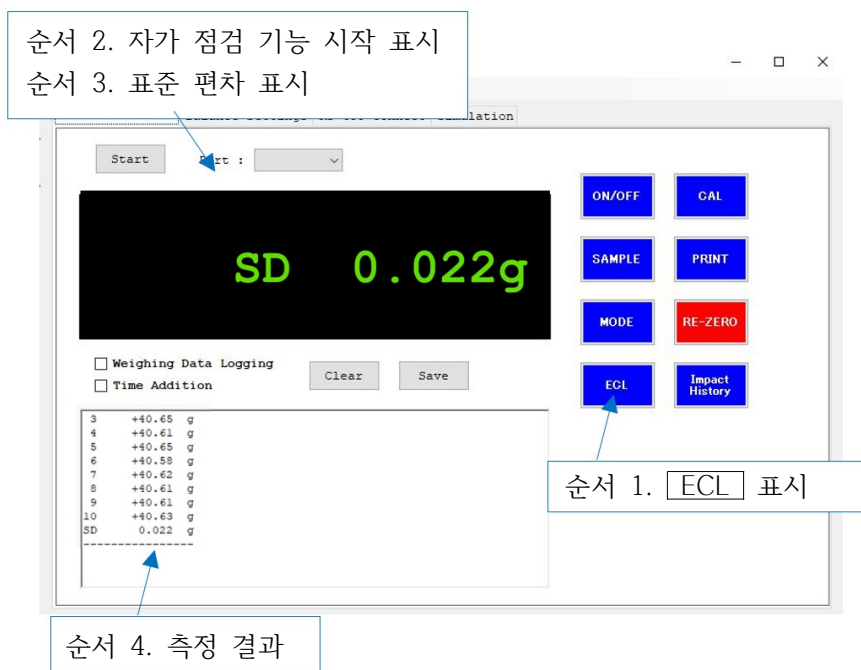 순서 2. 자가 점검 기능 시작 표시
순서 3. 표준 편차 표시
Start
ON/OFF CAL
SD 0.022g
SAMPLE PRINT
MODE RE-ZERO
Weighing Data Logging
Time Addition
Clear Save
ECL Impact History
3 +40.65 g
4 +40.61 g
5 +40.65 g
6 +40.58 g
7 +40.62 g
8 +40.61 g
9 +40.61 g
10 +40.63 g
SD 0.022 g
---------------
순서 1. ECL 표시
순서 4. 측정 결과